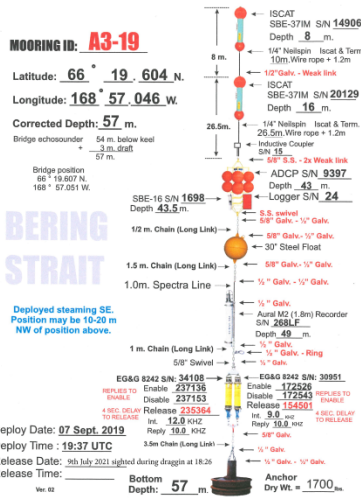 ISCAT
SBE-37IM S/N 14906
Depth 8 m.
MOORING ID: A3-19
1/4" Neilspin Iscat & Term
10m. Wire rope + 1.2m
8 m.
1/2"Galv. - Weak link
Latitude: 66 ° 19 . 604 N.
ISCAT
SBE-37IM S/N 20129
Longitude: 168 ° 57 . 046 W.
Depth 16 m.
26.5m.
1/4" Neilspin Iscat & Term
26.5m. Wire rope + 1.2m
Corrected Depth: 57 m.
Inductive Coupler
S/N 15
Bridge echosounder 54 m. below keel
+ 3 m. draft
57 m.
5/8" S.S. - 2x Weak link
ADCP S/N 9397
Depth 43 m.
Bridge position
66 ° 19.607 N.
168 ° 57.051 W.
SBE-16 S/N 1698
Depth 43.5 m.
Logger S/N 24
S.S. swivel
5/8" Galv. - ½" Galv.
BERING
STRAIT
1/2 m. Chain (Long Link)
5/8" Galv.- ½" Galv.
30" Steel Float
1.5 m. Chain (Long Link)
5/8" Galv.- ½" Galv.
1.0m. Spectra Line
½ " Galv. - ½" Galv.
½ " Galv.
Deployed steaming SE.
Position may be 10-20 m
NW of position above.
Aural M2 (1.8m) Recorder
S/N 268LF
Depth 49 m.
½ " Galv.
1 m. Chain (Long Link)
½ " Galv. - Ring
5/8" Swivel
½ " Galv.
EG&G 8242 S/N: 34108
EG&G 8242 S/N: 30951
REPLIES TO
ENABLE
Enable 237136
Disable 237153
4 SEC. DELAY
TO RELEASE
Release 235364
Int. 12.0 KHZ
Reply 10.0 KHZ
Enable 172526
Disable 172543
REPLIES TO
ENABLE
Release 154501
Int. 9.0 KHZ
Reply 10.0 KHZ
4 SEC. DELAY
TO RELEASE
eploy Date: 07 Sept. 2019
5/8" Galv.
eploy Time : 19:37 UTC
3.5m Chain (Long Link)
½ " Galv.
elease Date: 9th July 2021 sighted during draggin at 18:26
½ " Galv. - ½" Galv.
elease Time:
Ver. 02
Bottom
Depth: 57 m.
Anchor
Dry Wt. = 1700 lbs.